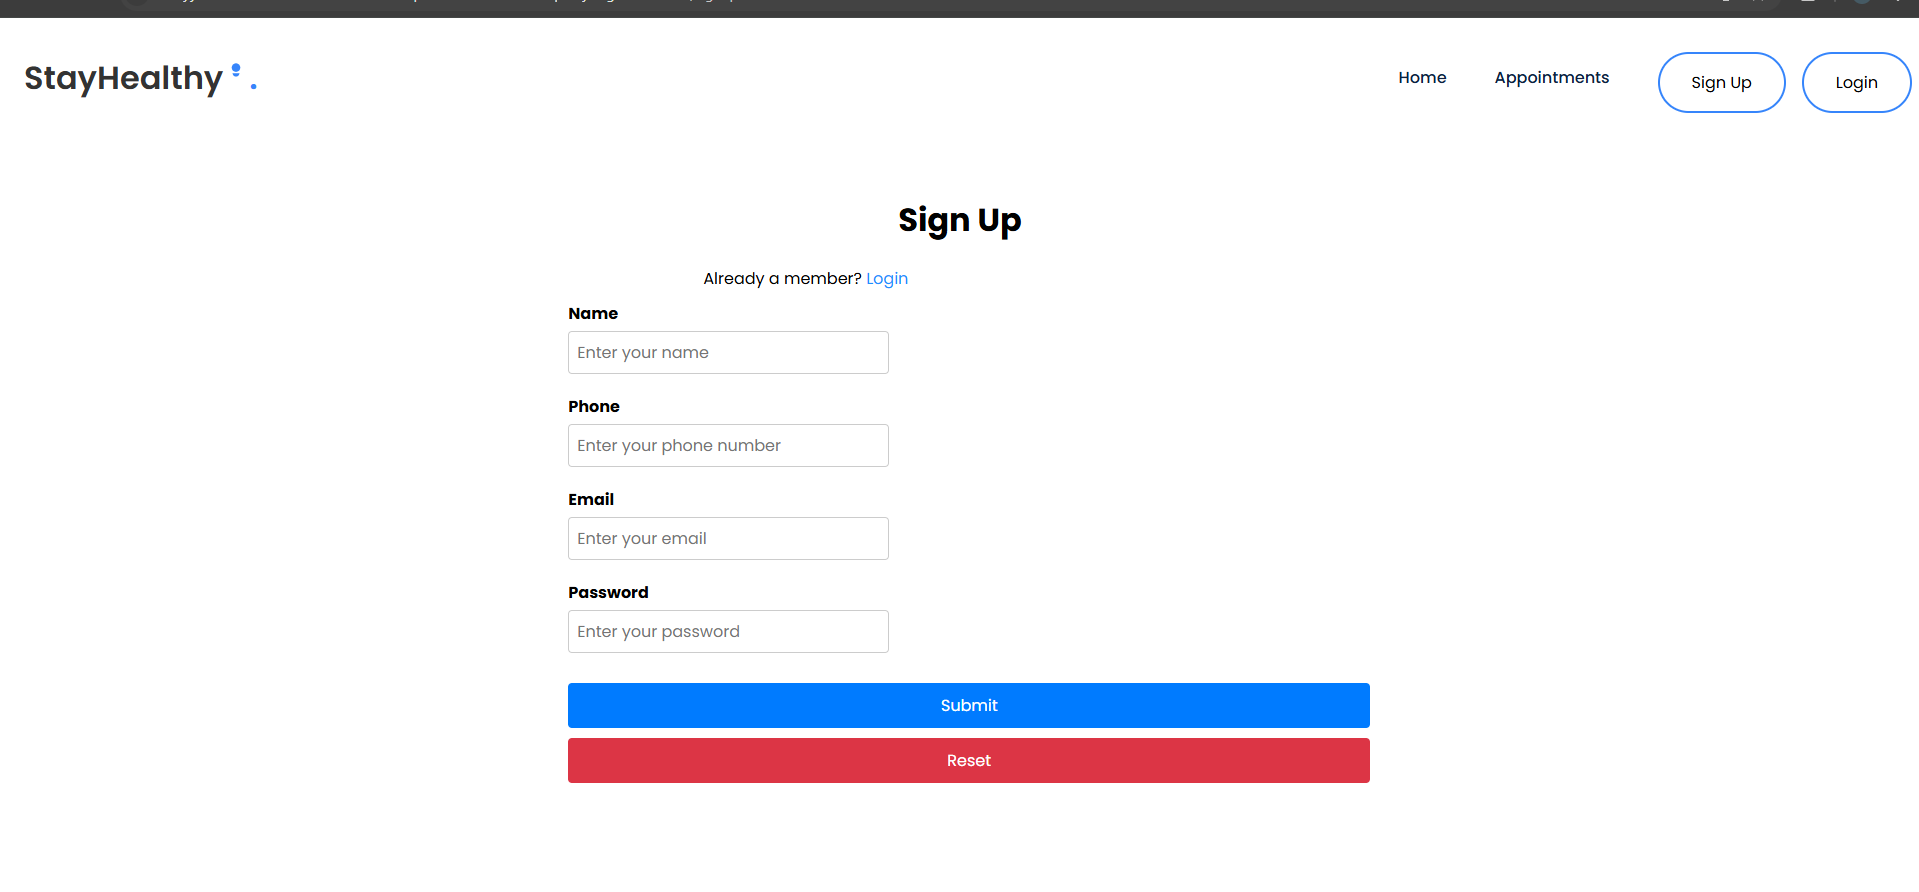 StayHealthy
Home Appointments Sign Up Login
Sign Up
Already a member? Login
Name
Enter your name
Phone
Enter your phone number
Email
Enter your email
Password
Enter your password
Submit
Reset